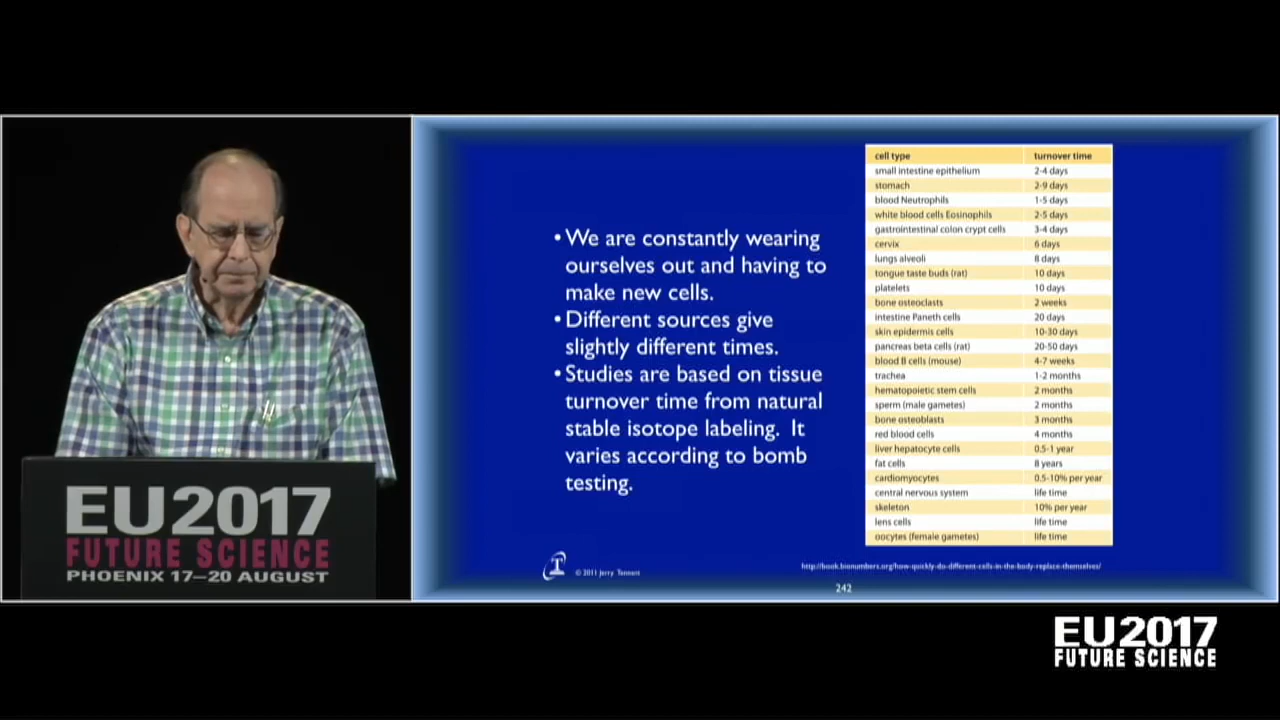 EU2017
FUTURE SCIENCE
PHOENIX 17–20 AUGUST
•We are constantly wearing
ourselves out and having to
make new cells.
•Different sources give
slightly different times.
•Studies are based on tissue
turnover time from natural
stable isotope labeling. It
varies according to bomb
testing.
cell type turnover time
small intestine epithelium 2-4 days
stomach 2-9 days
blood Neutrophils 1-5 days
white blood cells Eosinophils 2-5 days
gastrointestinal colon crypt cells 3-4 days
cervix 6 days
lungs alveoli 8 days
tongue taste buds (rat) 10 days
platelets 10 days
bone osteoclasts 2 weeks
intestine Paneth cells 20 days
skin epidermis cells 10-30 days
pancreas beta cells (rat) 20-50 days
blood B cells (mouse) 4-7 weeks
trachea 1-2 months
hematopoietic stem cells 2 months
sperm (male gametes) 2 months
bone osteoblasts 3 months
red blood cells 4 months
liver hepatocyte cells 0.5-1 year
fat cells 8 years
cardiomyocytes 0.5-10% per year
central nervous system life time
skeleton 10% per year
lens cells life time
oocytes (female gametes) life time
T © 2011 Jerry Tennant
http://book.bionumbers.org/how-quickly-do-different-cells-in-the-body-replace-themselves/
242
EU2017
FUTURE SCIENCE